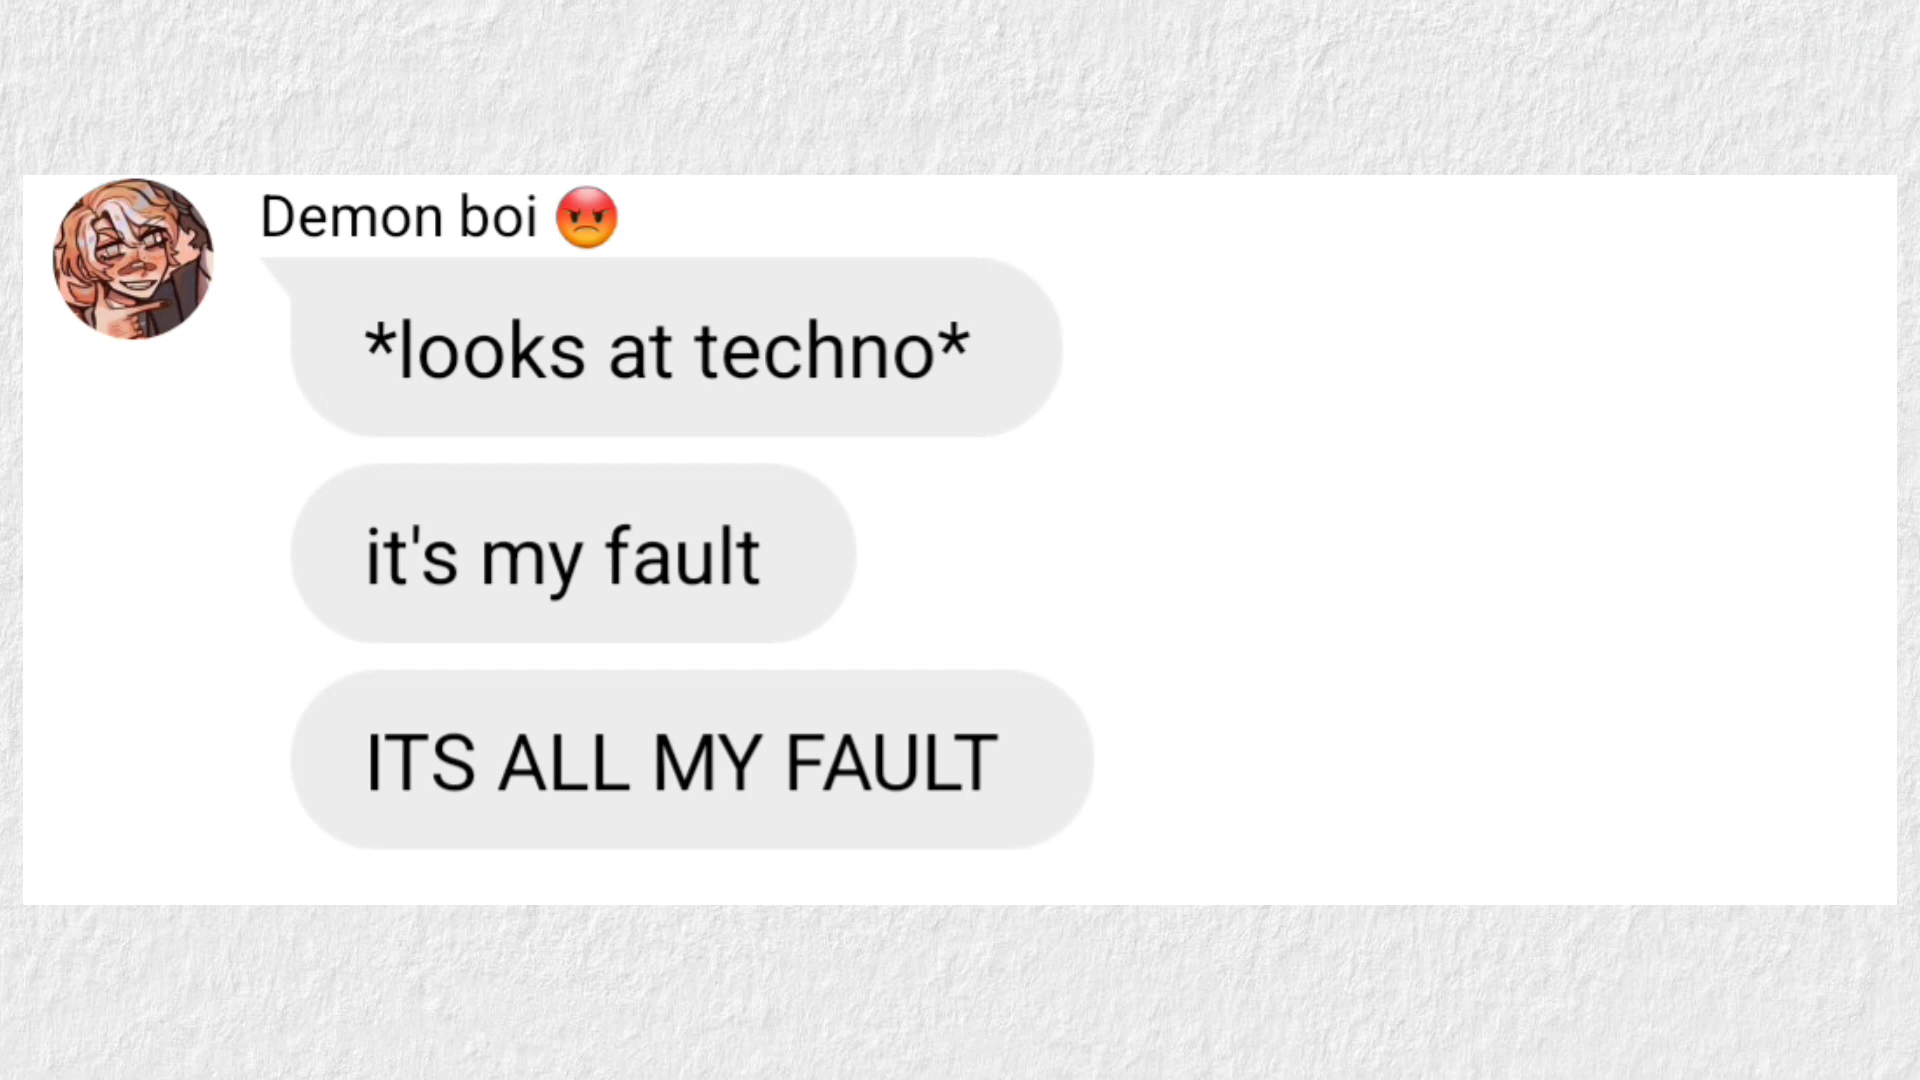 Demon boi 😡
*looks at techno*
it's my fault
ITS ALL MY FAULT